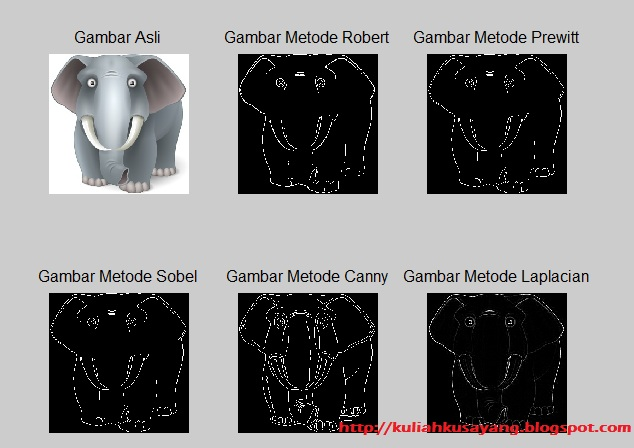 Gambar Asli
Gambar Metode Robert
Gambar Metode Prewitt
Gambar Metode Sobel
Gambar Metode Canny
Gambar Metode Laplacian
http://kuliahkusayang.blogspot.com